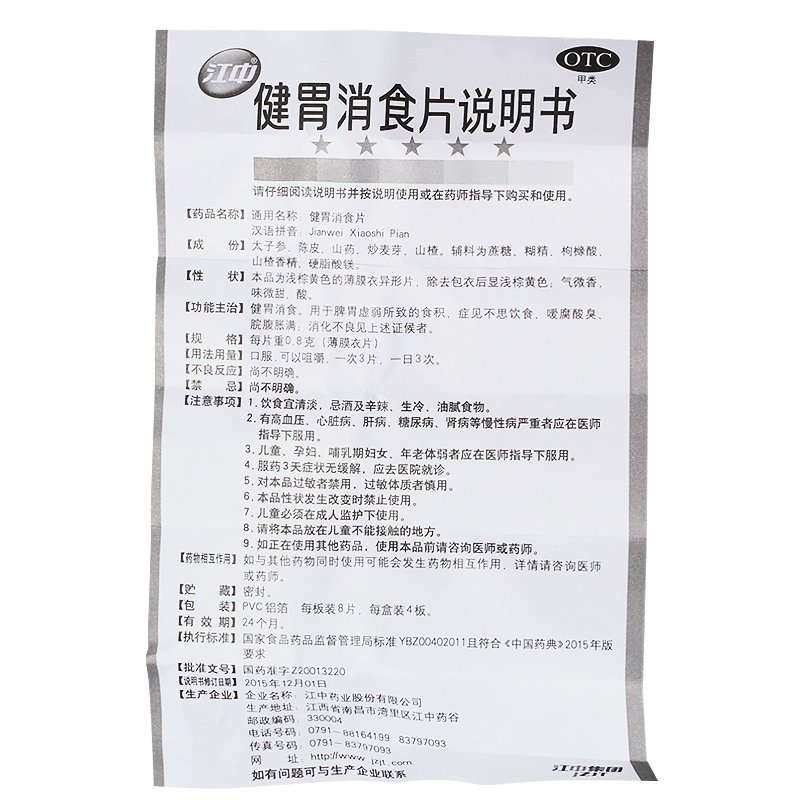 江中®
OTC
甲类
健胃消食片说明书
请仔细阅读说明书并按说明使用或在药师指导下购买和使用。
【药品名称】通用名称：健胃消食片
汉语拼音：Jianwei Xiaoshi Pian
【成 份】太子参、陈皮、山药、炒麦芽、山楂。辅料为蔗糖、糊精、枸橼酸、
山楂香精、硬脂酸镁。
【性 状】本品为浅棕黄色的薄膜衣异形片，除去包衣后显浅棕黄色；气微香，
味微甜、酸。
【功能主治】健胃消食。用于脾胃虚弱所致的食积、症见不思饮食、嗳腐酸臭、
脘腹胀满；消化不良见上述证候者。
【规 格】每片重0.8克（薄膜衣片）
【用法用量】口服，可以咀嚼，一次3片，一日3次。
【不良反应】尚不明确。
【禁 忌】尚不明确。
【注意事项】1.饮食宜清淡，忌酒及辛辣、生冷、油腻食物。
2.有高血压、心脏病、肝病、糖尿病、肾病等慢性病严重者应在医师
指导下服用。
3.儿童、孕妇、哺乳期妇女、年老体弱者应在医师指导下服用。
4.服药3天症状无缓解，应去医院就诊。
5.对本品过敏者禁用，过敏体质者慎用。
6.本品性状发生改变时禁止使用。
7.儿童必须在成人监护下使用。
8.请将本品放在儿童不能接触的地方。
9.如正在使用其他药品，使用本品前请咨询医师或药师。
【药物相互作用】如与其他药物同时使用可能会发生药物相互作用，详情请咨询医师
或药师。
【贮 藏】密封。
【包 装】PVC铝箔 每板装8片，每盒装4板。
【有 效 期】24个月。
【执行标准】国家食品药品监督管理局标准YBZ00402011且符合《中国药典》2015年版
要求
【批准文号】国药准字Z20013220
【说明书修订日期】2015年12月01日
【生产企业】企业名称：江中药业股份有限公司
生产地址：江西省南昌市湾里区江中药谷
邮政编码：330004
电话号码：0791-88164199 83797093
传真号码：0791-83797093
网 址：http://www.jzjt.com
如有问题可与生产企业联系
江中集团
JZJT